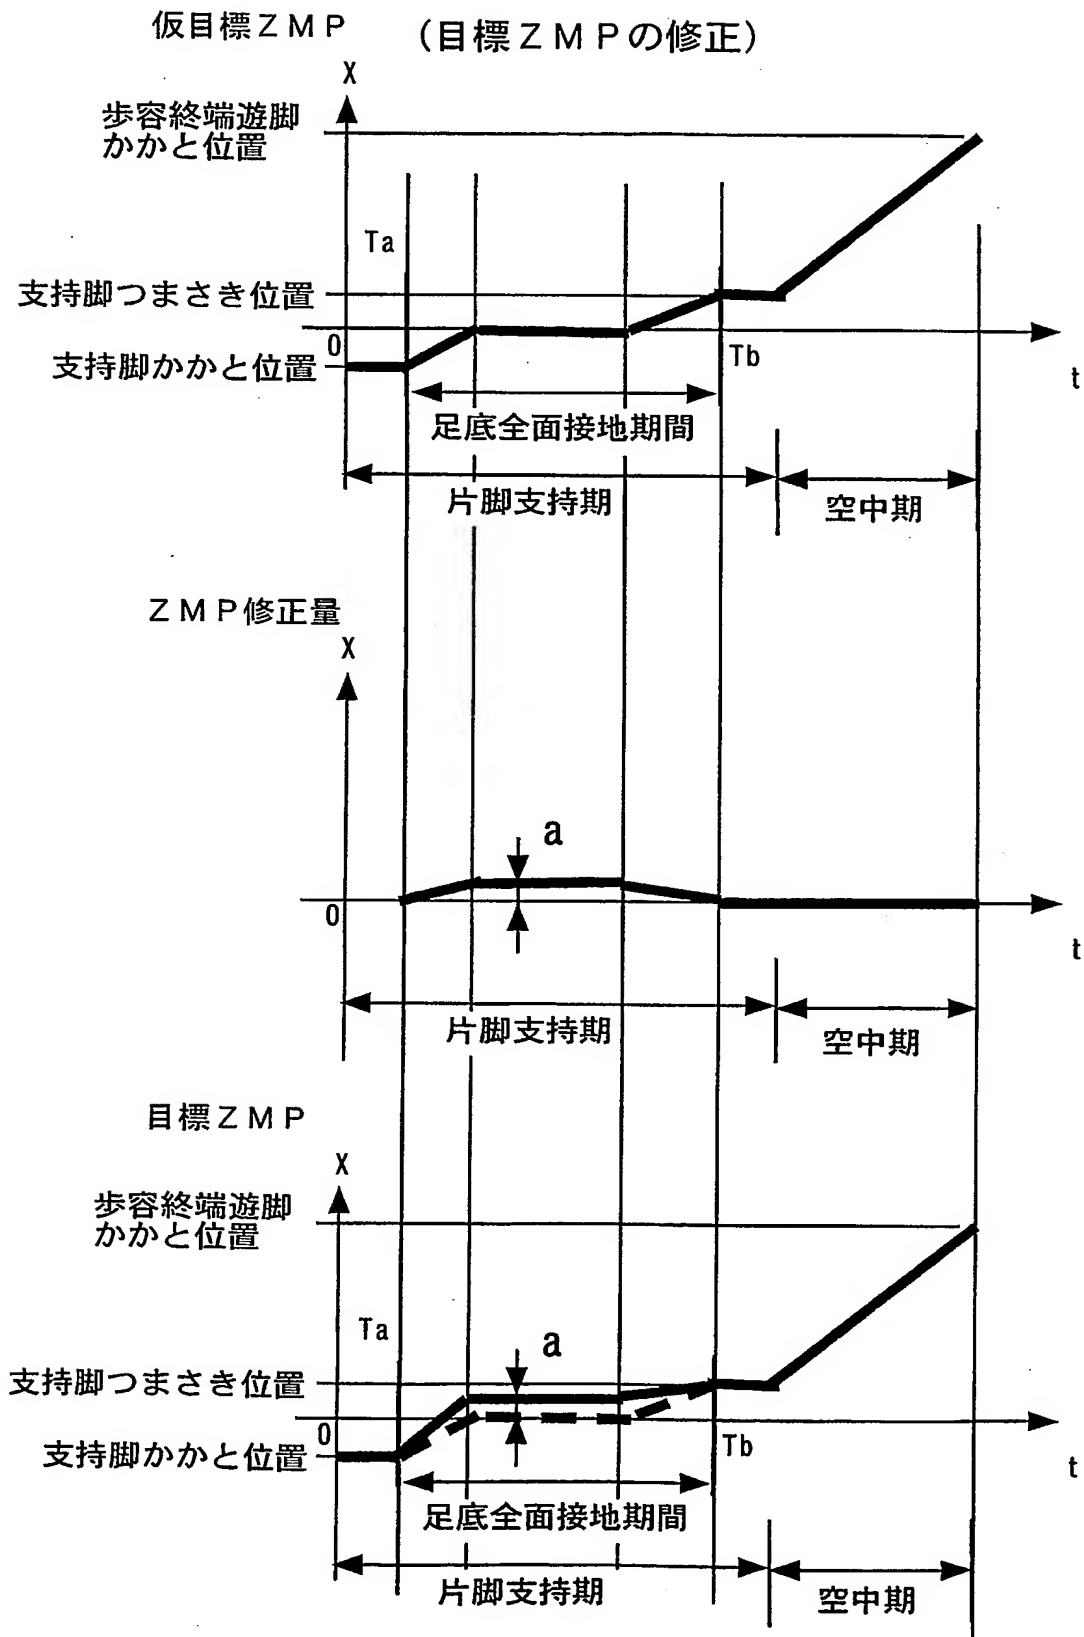 仮目標ZMP (目標ZMPの修正)
X
歩容終端遊脚
かかと位置
Ta
支持脚つまさき位置
0
支持脚かかと位置
Tb
t
足底全面接地期間
片脚支持期
空中期
ZMP修正量
X
a
0
t
片脚支持期
空中期
目標ZMP
X
歩容終端遊脚
かかと位置
Ta
a
支持脚つまさき位置
0
支持脚かかと位置
Tb
t
足底全面接地期間
片脚支持期
空中期